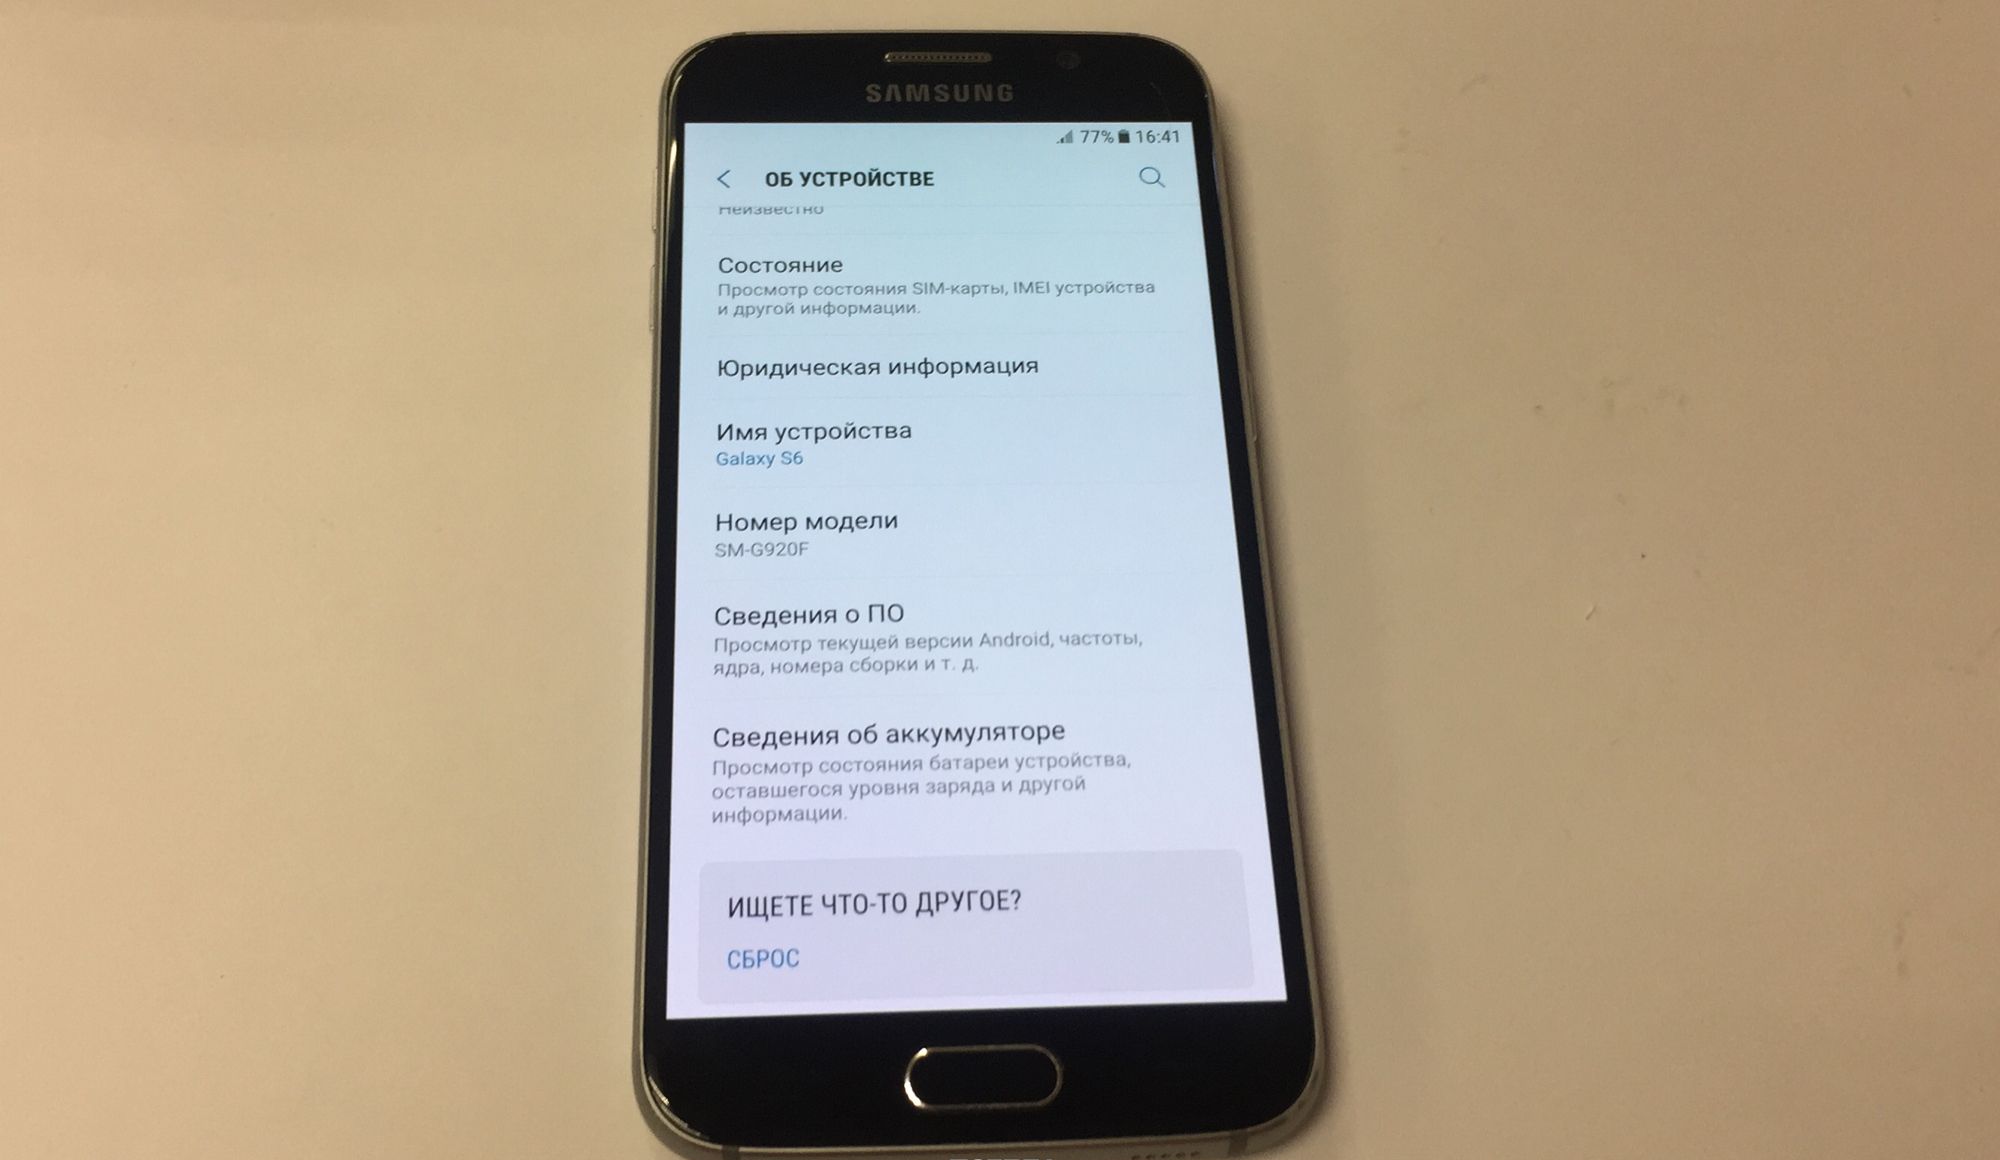 SAMSUNG
77% 16:41
ОБ УСТРОЙСТВЕ
Неизвестно
Состояние
Просмотр состояния SIM-карты, IMEI устройства
и другой информации.
Юридическая информация
Имя устройства
Galaxy S6
Номер модели
SM-G920F
Сведения о ПО
Просмотр текущей версии Android, частоты,
ядра, номера сборки и т. д.
Сведения об аккумуляторе
Просмотр состояния батареи устройства,
оставшегося уровня заряда и другой
информации.
ИЩЕТЕ ЧТО-ТО ДРУГОЕ?
СБРОС